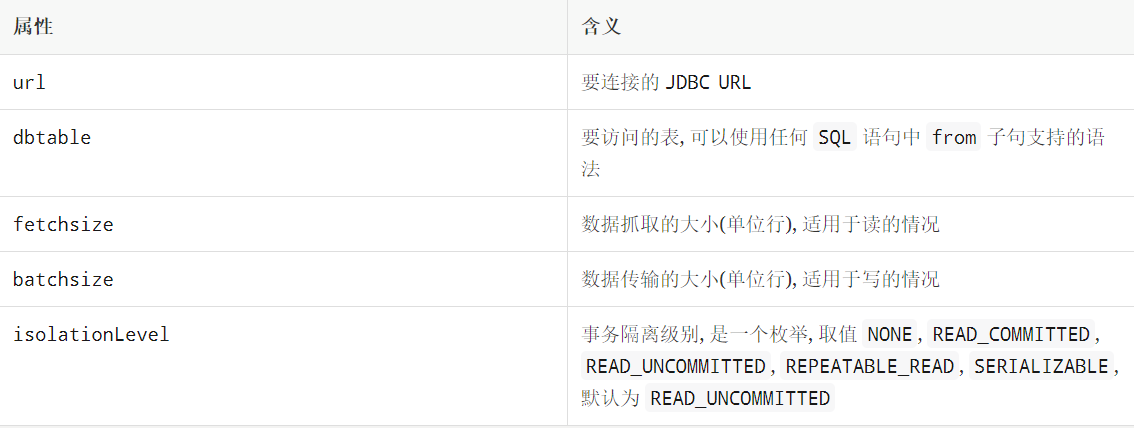 属性 含义
url 要连接的 JDBC URL
dbtable 要访问的表, 可以使用任何 SQL 语句中 from 子句支持的语
法
fetchsize 数据抓取的大小(单位行), 适用于读的情况
batchsize 数据传输的大小(单位行), 适用于写的情况
isolationLevel 事务隔离级别, 是一个枚举, 取值 NONE, READ_COMMITTED,
READ_UNCOMMITTED, REPEATABLE_READ, SERIALIZABLE,
默认为 READ_UNCOMMITTED